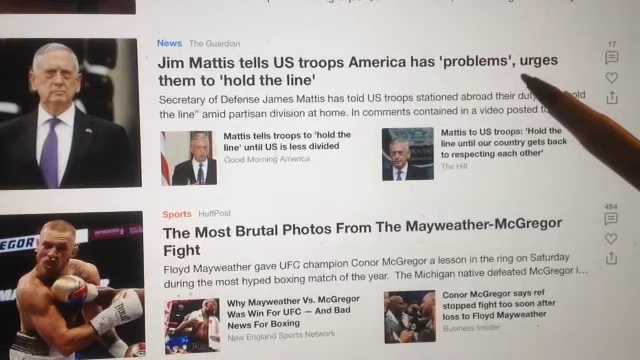 News The Guardian
Jim Mattis tells US troops America has 'problems', urges
them to 'hold the line'
17
Secretary of Defense James Mattis has told US troops stationed abroad their 'hold
the line" amid partisan division at home. In comments contained in a video posted
Mattis tells troops to 'hold
the line' until US is less divided
Good Morning America
Mattis to US troops: 'Hold
the line until our country gets back
to respecting each other'
The Hill
Sports HuffPost
494
The Most Brutal Photos From The Mayweather-McGregor
Fight
Floyd Mayweather gave UFC champion Conor McGregor a lesson in the ring on Saturday
during the most hyped boxing match of the year. The Michigan native defeated McGregor i...
Why Mayweather Vs. McGregor
Was Win For UFC — And Bad
News For Boxing
New England Sports Network
Conor McGregor says ref
stopped fight too soon after
loss to Floyd Mayweather
Business Insider